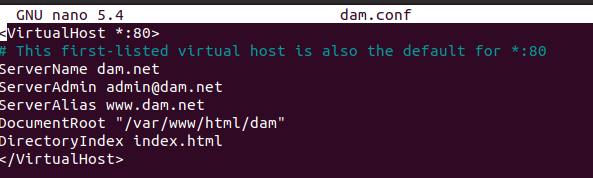 GNU nano 5.4 dam.conf
<VirtualHost *:80>
# This first-listed virtual host is also the default for *:80
ServerName dam.net
ServerAdmin admin@dam.net
ServerAlias www.dam.net
DocumentRoot "/var/www/html/dam"
DirectoryIndex index.html
</VirtualHost>